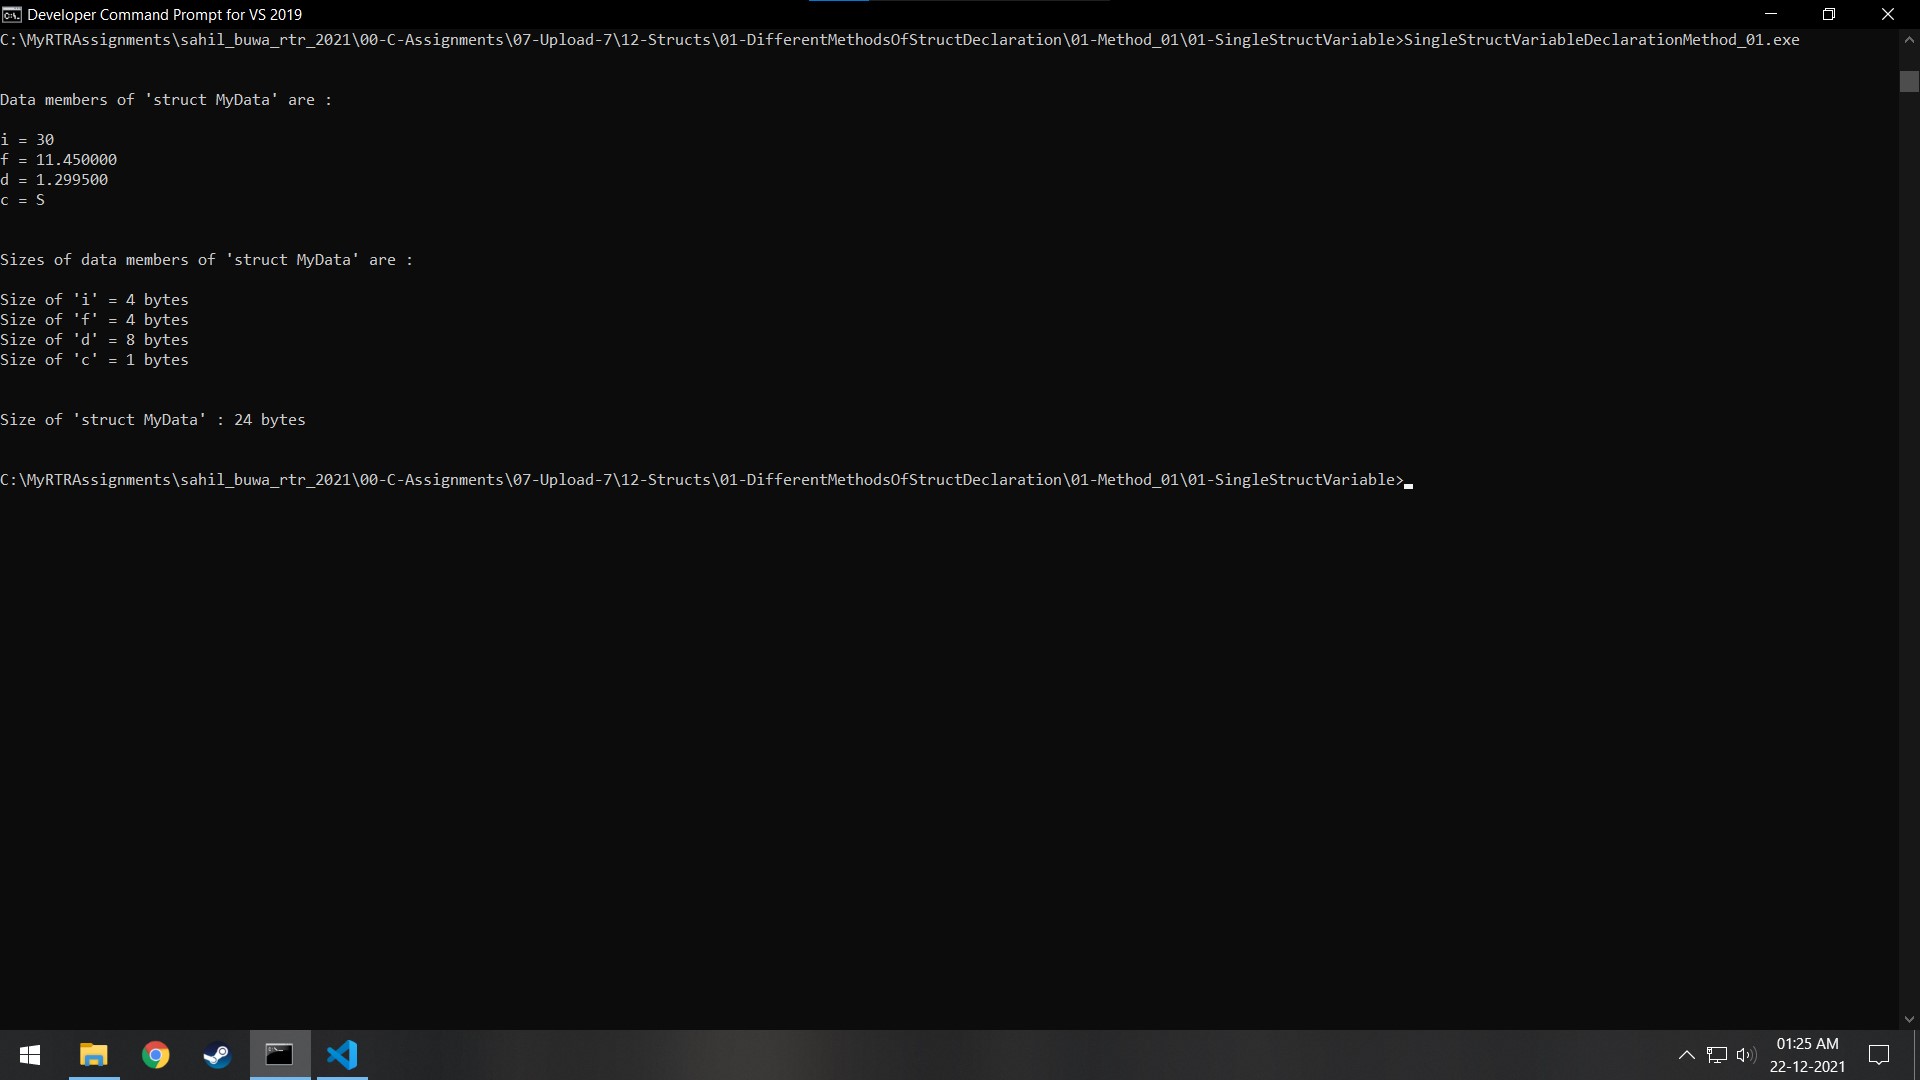 Developer Command Prompt for VS 2019
C:\MyRTRAssignments\sahil_buwa_rtr_2021\00-C-Assignments\07-Upload-7\12-Structs\01-DifferentMethodsOfStructDeclaration\01-Method_01\01-SingleStructVariable>SingleStructVariableDeclarationMethod_01.exe
Data members of 'struct MyData' are :
i = 30
f = 11.450000
d = 1.299500
c = S
Sizes of data members of 'struct MyData' are :
Size of 'i' = 4 bytes
Size of 'f' = 4 bytes
Size of 'd' = 8 bytes
Size of 'c' = 1 bytes
Size of 'struct MyData' : 24 bytes
C:\MyRTRAssignments\sahil_buwa_rtr_2021\00-C-Assignments\07-Upload-7\12-Structs\01-DifferentMethodsOfStructDeclaration\01-Method_01\01-SingleStructVariable>
01:25 AM
22-12-2021